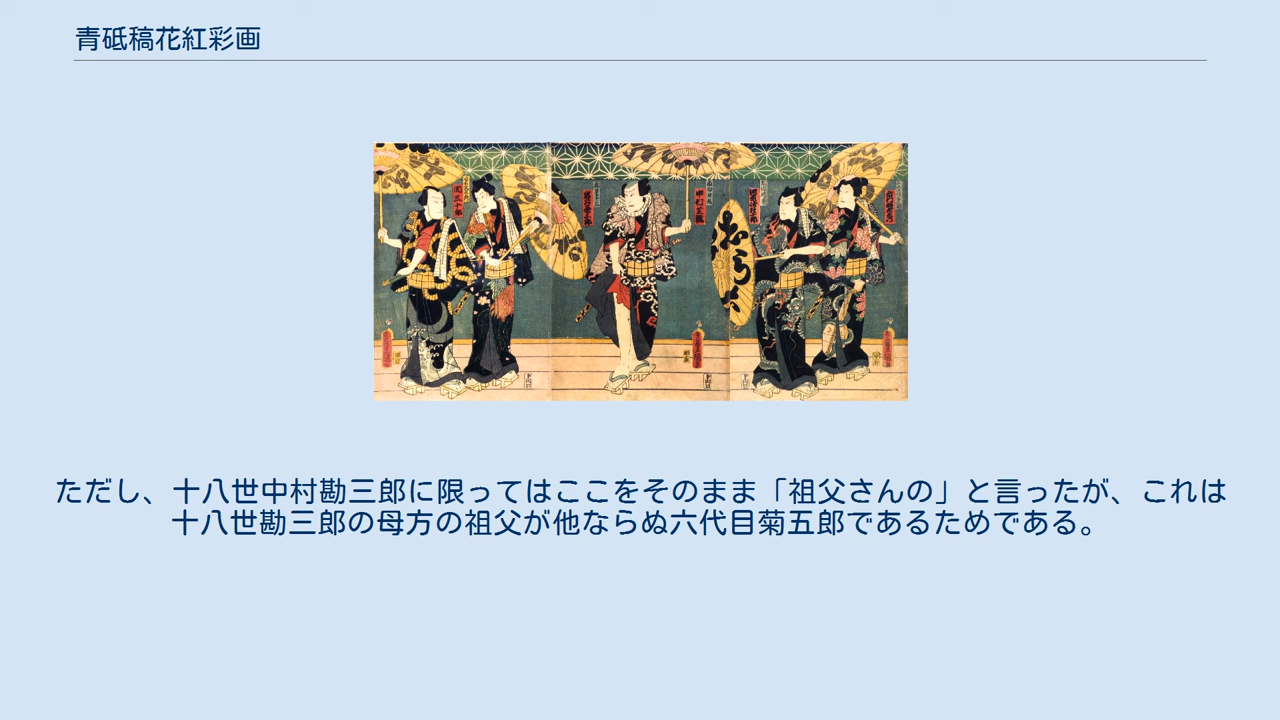 青砥稿花紅彩画
ただし、十八世中村勘三郎に限ってはここをそのまま「祖父さんの」と言ったが、これは
十八世勘三郎の母方の祖父が他ならぬ六代目菊五郎であるためである。